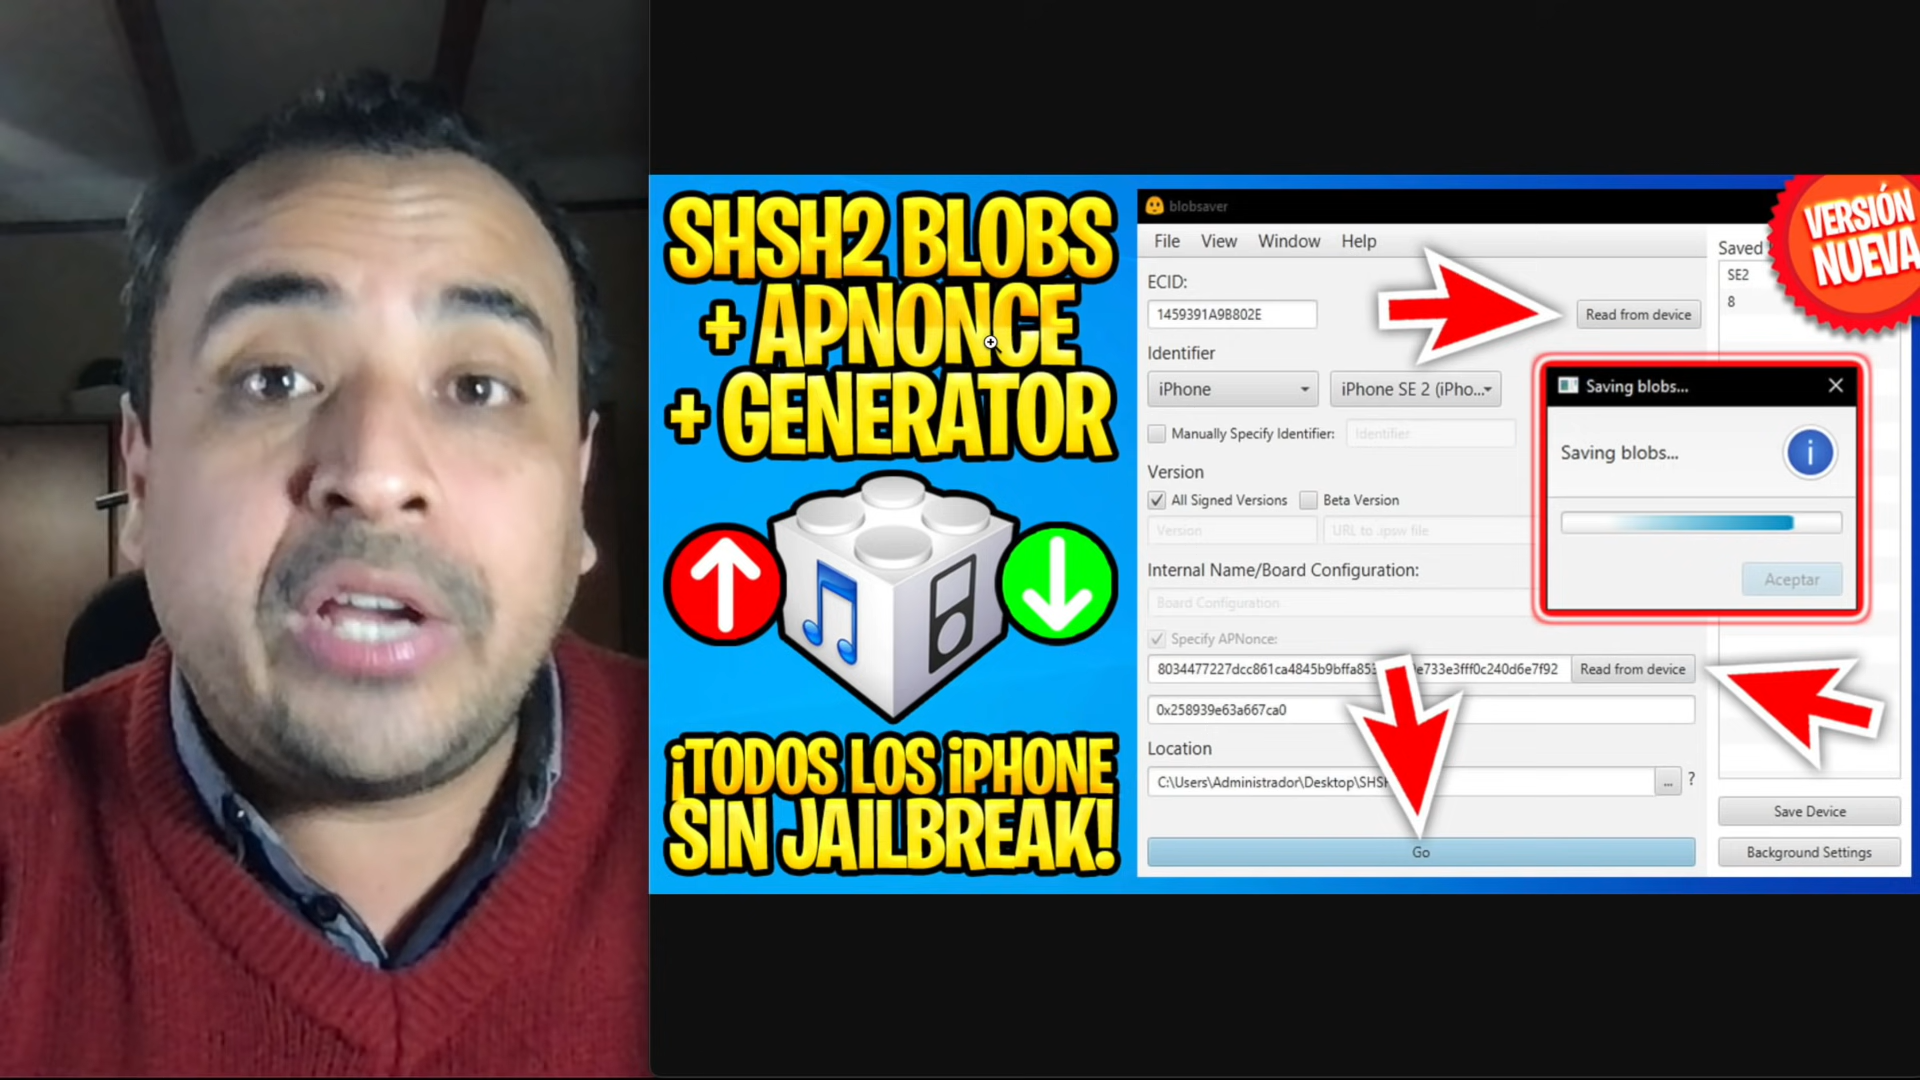 SHSH2 BLOBS
+ APNONCE
+ GENERATOR
¡TODOS LOS iPHONE
SIN JAILBREAK!
blobsaver
File View Window Help
ECID:
1459391A9B802E
Read from device
Identifier
iPhone
iPhone SE 2 (iPho...
Manually Specify Identifier:
Identifier
Version
All Signed Versions
Beta Version
Version
URL to .ipsw file
Internal Name/Board Configuration:
Board Configuration
Specify APNonce:
Read from device
0x258939e63a667ca0
Location
C:\Users\Administrador\Desktop\
...
?
Go
Saved
SE2
8
VERSIÓN
NUEVA
Saving blobs...
Saving blobs...
i
Aceptar
Save Device
Background Settings